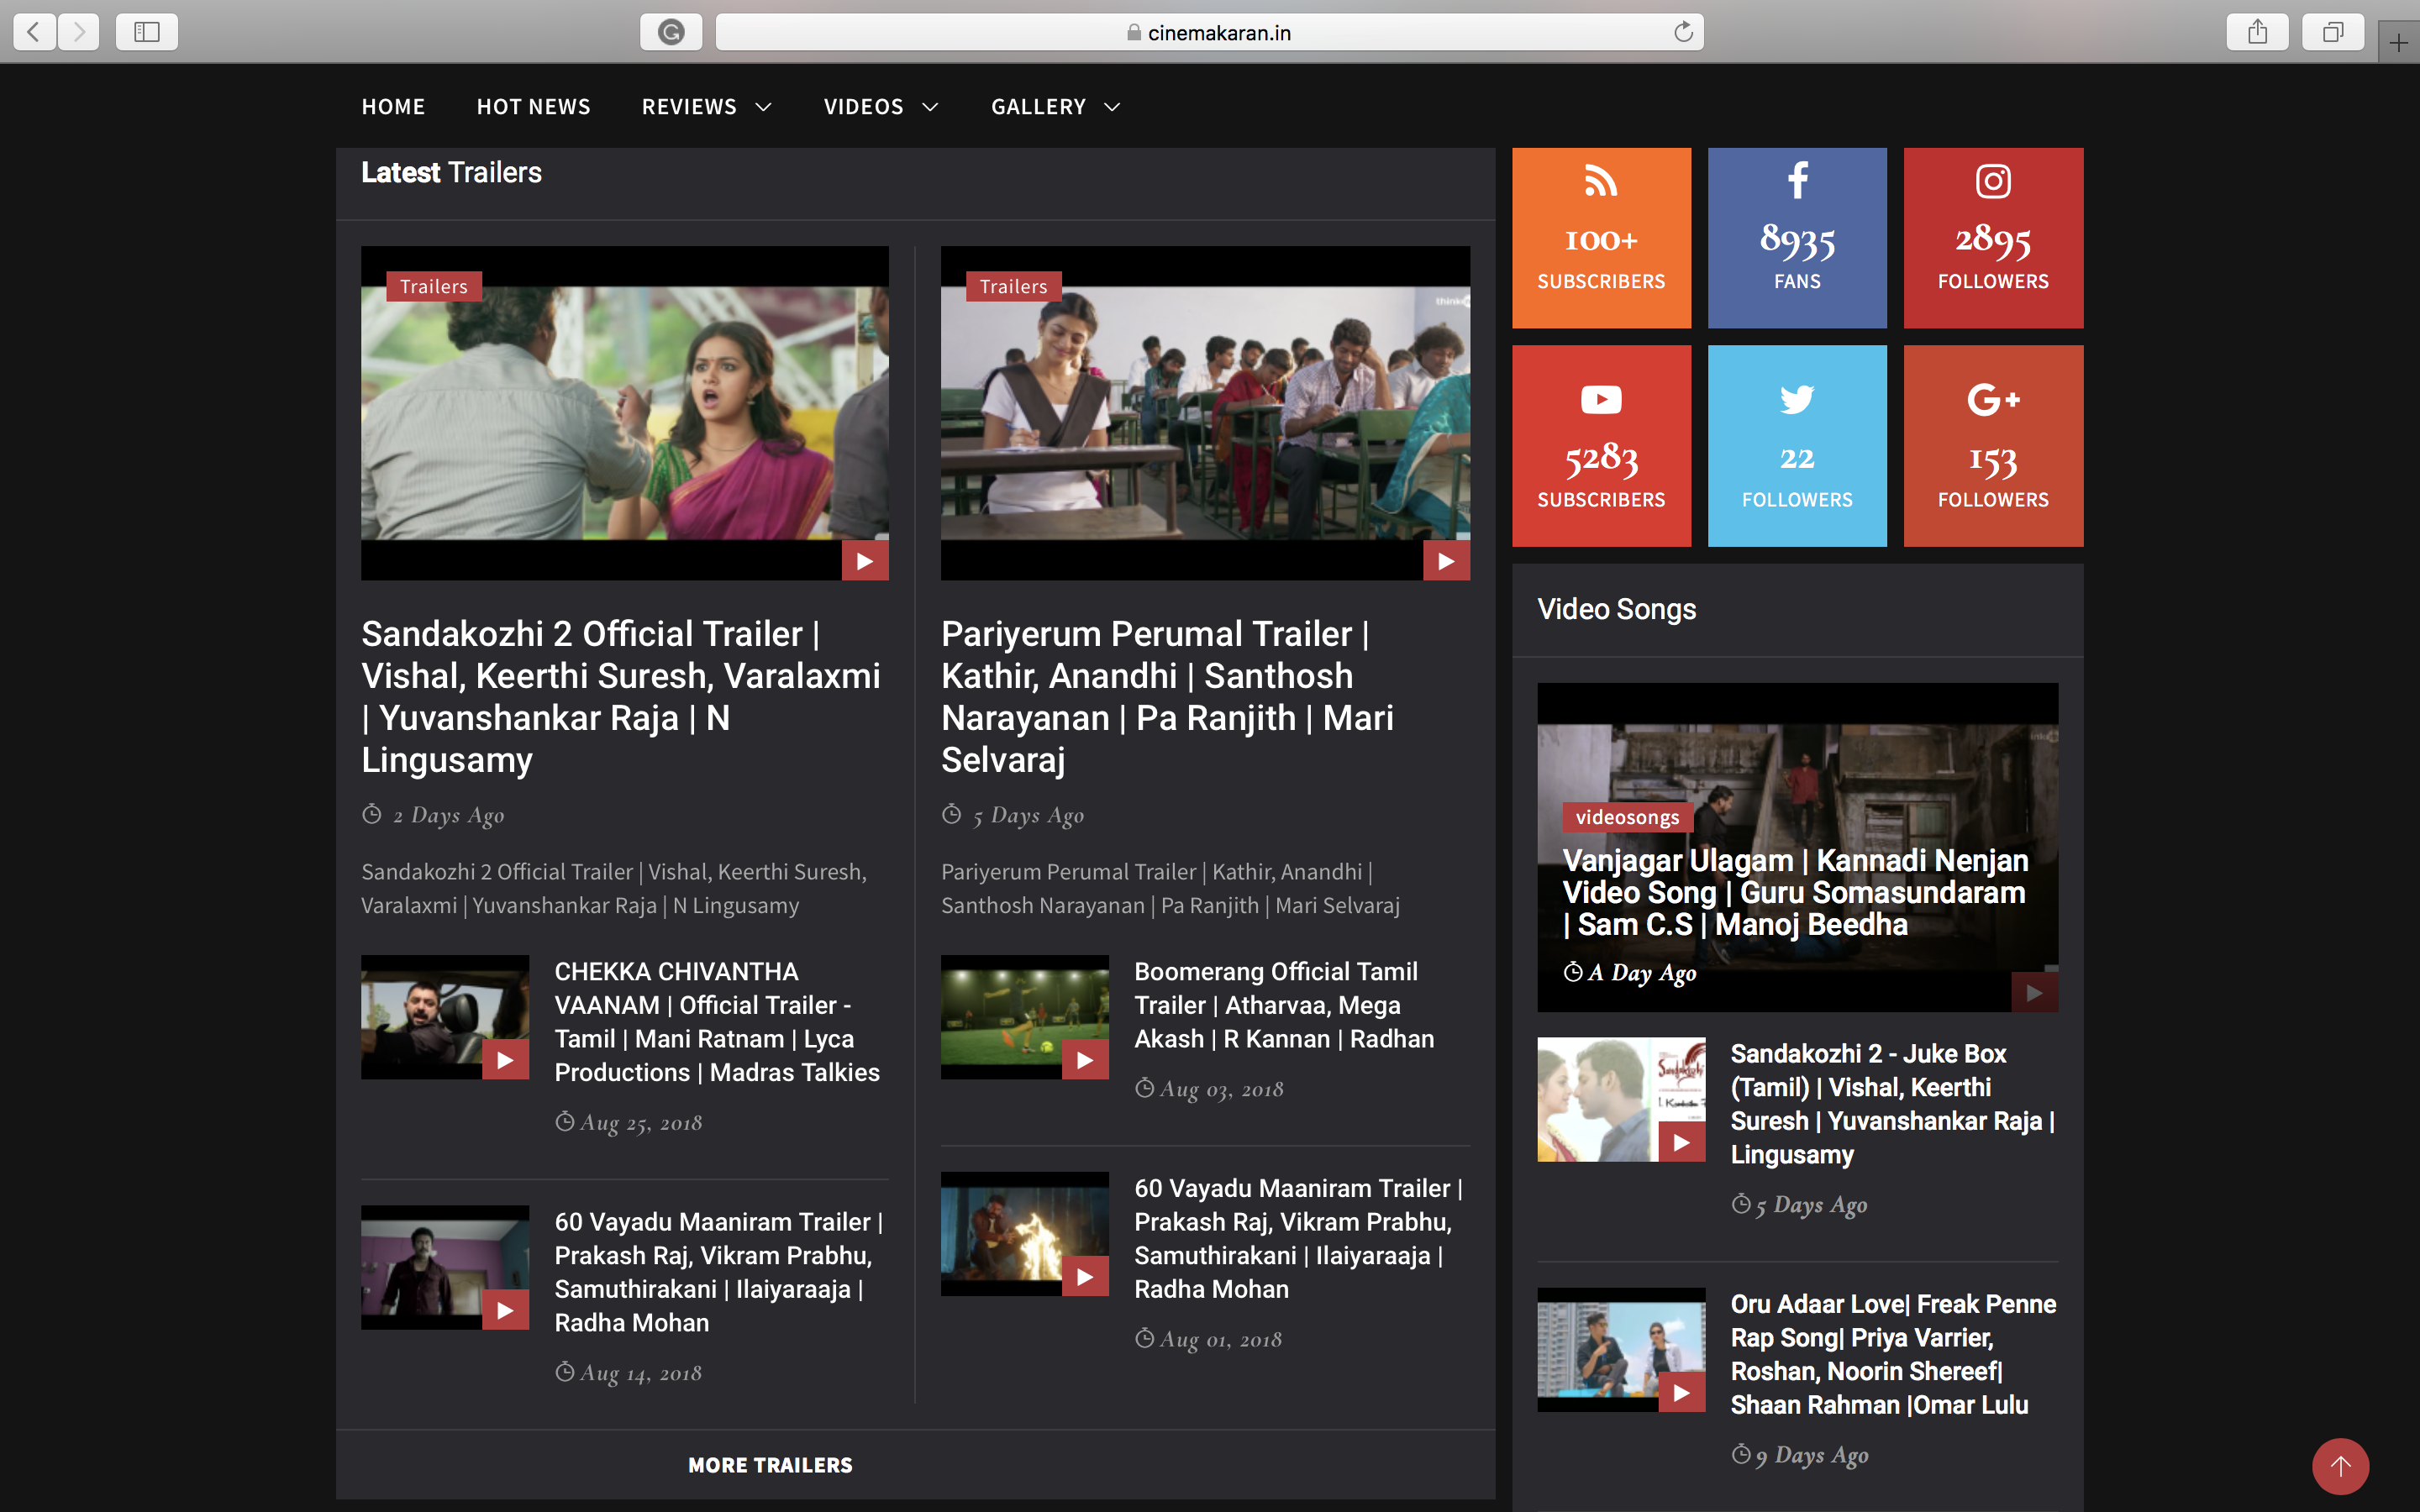 cinemakaran.in
HOME
HOT NEWS
REVIEWS
VIDEOS
GALLERY
Latest Trailers
Trailers
Sandakozhi 2 Official Trailer |
Vishal, Keerthi Suresh, Varalaxmi
| Yuvanshankar Raja | N
Lingusamy
2 Days Ago
Sandakozhi 2 Official Trailer | Vishal, Keerthi Suresh,
Varalaxmi | Yuvanshankar Raja | N Lingusamy
CHEKKA CHIVANTHA
VAANAM | Official Trailer -
Tamil | Mani Ratnam | Lyca
Productions | Madras Talkies
Aug 25, 2018
60 Vayadu Maaniram Trailer |
Prakash Raj, Vikram Prabhu,
Samuthirakani | Ilaiyaraaja |
Radha Mohan
Aug 14, 2018
Trailers
Pariyerum Perumal Trailer |
Kathir, Anandhi | Santhosh
Narayanan | Pa Ranjith | Mari
Selvaraj
5 Days Ago
Pariyerum Perumal Trailer | Kathir, Anandhi |
Santhosh Narayanan | Pa Ranjith | Mari Selvaraj
Boomerang Official Tamil
Trailer | Atharvaa, Mega
Akash | R Kannan | Radhan
Aug 03, 2018
60 Vayadu Maaniram Trailer |
Prakash Raj, Vikram Prabhu,
Samuthirakani | Ilaiyaraaja |
Radha Mohan
Aug 01, 2018
MORE TRAILERS
100+
SUBSCRIBERS
8935
FANS
2895
FOLLOWERS
5283
SUBSCRIBERS
22
FOLLOWERS
G+
153
FOLLOWERS
Video Songs
videosongs
Vanjagar Ulagam | Kannadi Nenjan
Video Song | Guru Somasundaram
| Sam C.S | Manoj Beedha
A Day Ago
Sandakozhi 2 - Juke Box
(Tamil) | Vishal, Keerthi
Suresh | Yuvanshankar Raja |
Lingusamy
5 Days Ago
Oru Adaar Love| Freak Penne
Rap Song| Priya Varrier,
Roshan, Noorin Shereef|
Shaan Rahman |Omar Lulu
9 Days Ago